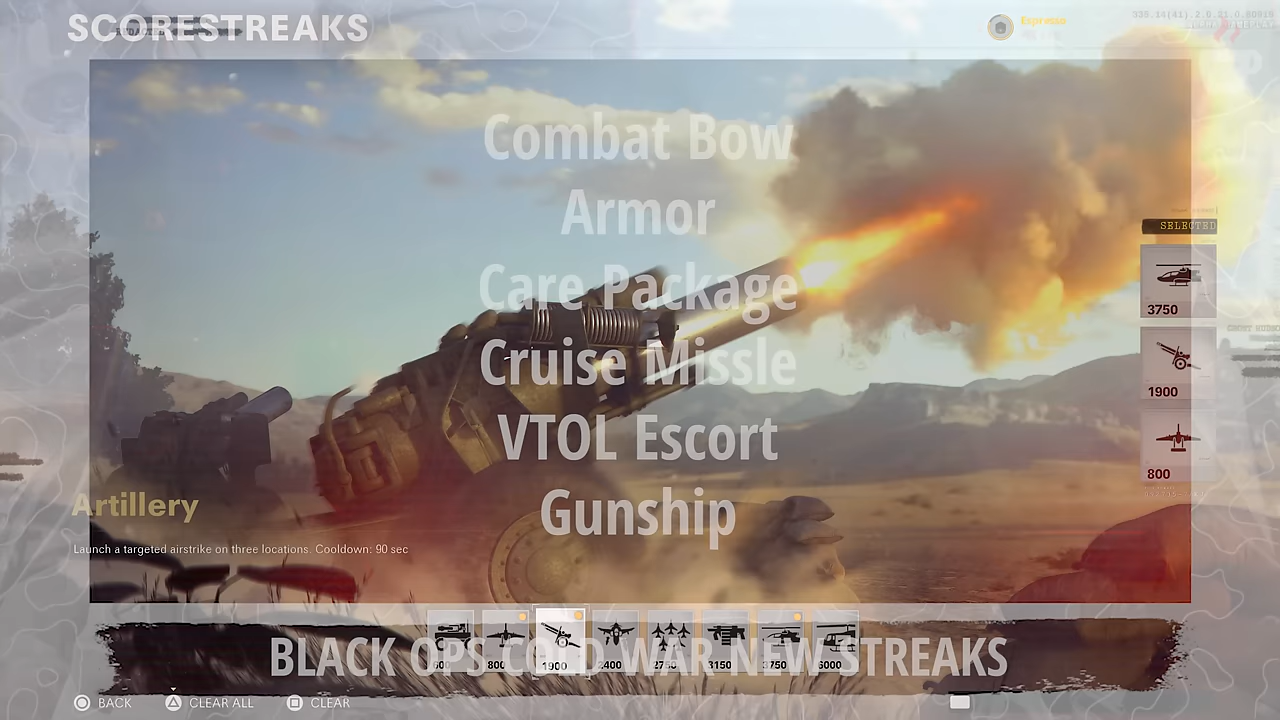 SCORESTREAKS
Espresso
Combat Bow
Armor
SELECTED
Care Package
3750
Cruise Missle
1900
VTOL Escort
800
Artillery
Gunship
Launch a targeted airstrike on three locations. Cooldown: 90 sec
800 1900 2400 3150 3750 6000
BLACK OPS COLD WAR NEW STREAKS
BACK CLEAR ALL CLEAR